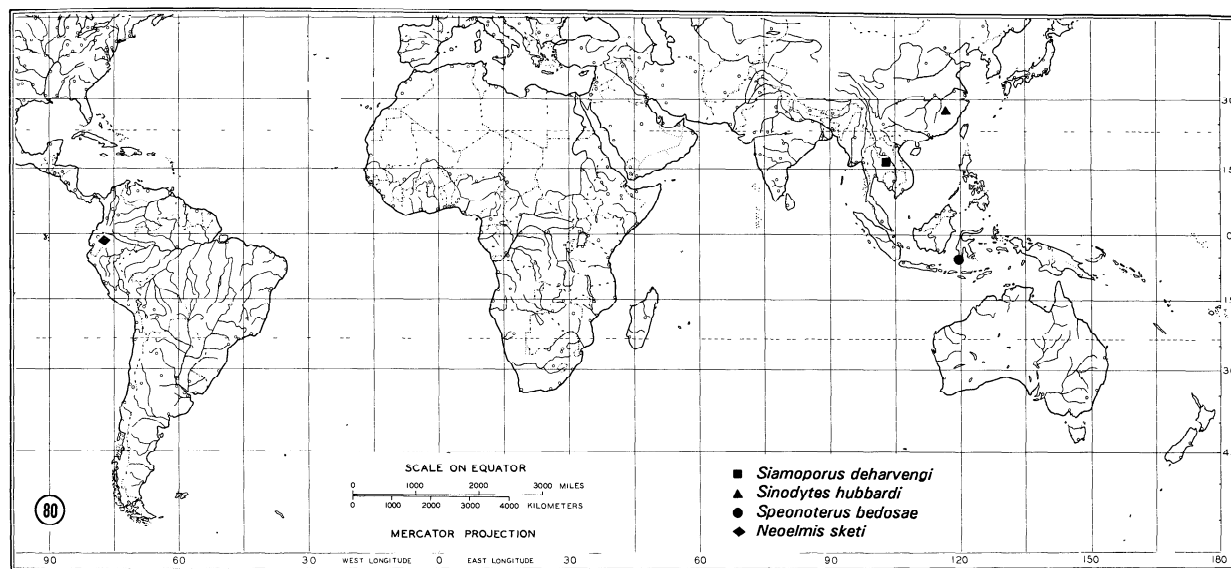 30
15
0
15
30
4
SCALE ON EQUATOR
0 1000 2000 3000 MILES
0 1000 2000 3000 4000 KILOMETERS
MERCATOR PROJECTION
■ Siamoporus deharvengi
▲ Sinodytes hubbardi
● Speonoterus bedosae
◆ Neoelmis sketi
80
90 60 30 WEST LONGITUDE 0 EAST LONGITUDE 30 60 90 120 150 180